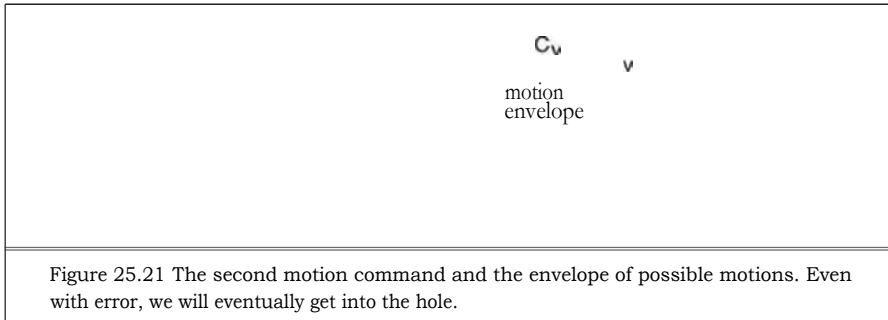 Cv
v
motion
envelope
Figure 25.21 The second motion command and the envelope of possible motions. Even
with error, we will eventually get into the hole.